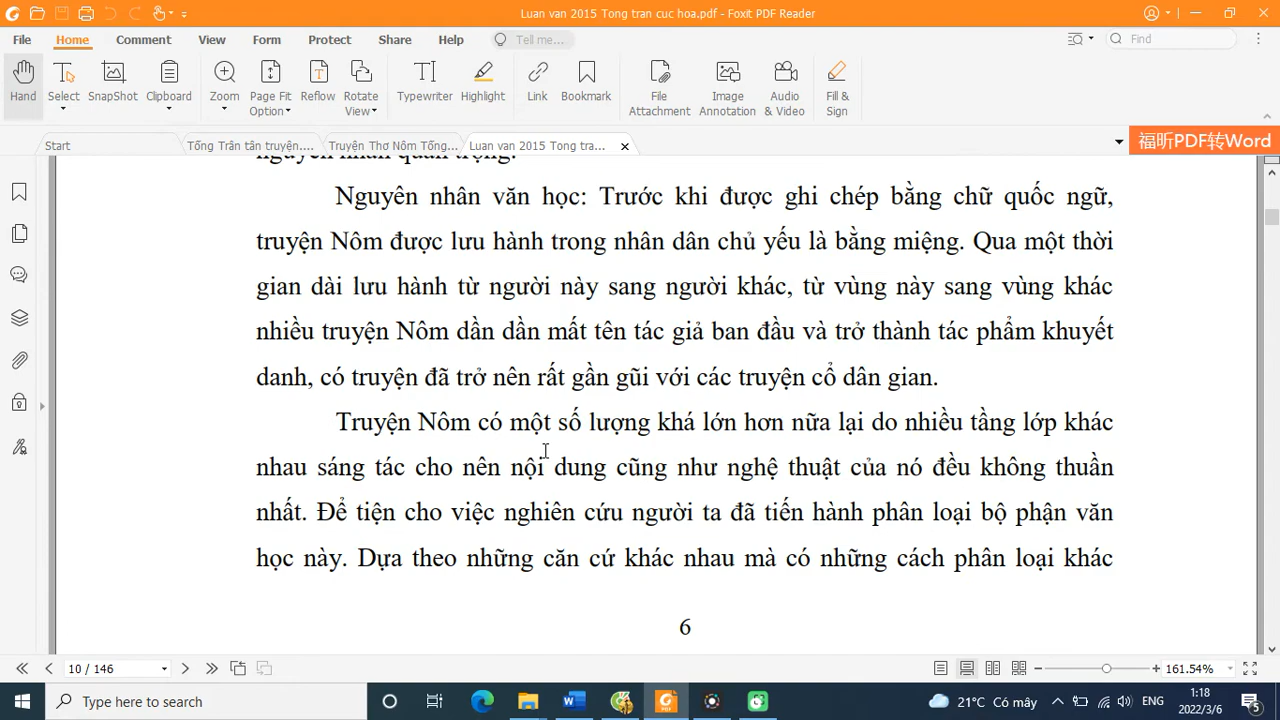 Luan van 2015 Tong tran cuc hoa.pdf - Foxit PDF Reader
File Home Comment View Form Protect Share Help Tell me... Find
Hand Select SnapShot Clipboard Zoom Page Fit Option Reflow Rotate View Typewriter Highlight Link Bookmark File Attachment Image Annotation Audio & Video Fill & Sign
Start Tống Trân tân truyện.... Truyện Thơ Nôm Tống... Luan van 2015 Tong tra... 福昕PDF转Word
nguyên nhân quan trọng.
Nguyên nhân văn học: Trước khi được ghi chép bằng chữ quốc ngữ,
truyện Nôm được lưu hành trong nhân dân chủ yếu là bằng miệng. Qua một thời
gian dài lưu hành từ người này sang người khác, từ vùng này sang vùng khác
nhiều truyện Nôm dần dần mất tên tác giả ban đầu và trở thành tác phẩm khuyết
danh, có truyện đã trở nên rất gần gũi với các truyện cổ dân gian.
Truyện Nôm có một số lượng khá lớn hơn nữa lại do nhiều tầng lớp khác
nhau sáng tác cho nên nội dung cũng như nghệ thuật của nó đều không thuần
nhất. Để tiện cho việc nghiên cứu người ta đã tiến hành phân loại bộ phận văn
học này. Dựa theo những căn cứ khác nhau mà có những cách phân loại khác
6
10 / 146 161.54%
Type here to search 21°C Có mây ENG 1:18
2022/3/6 5